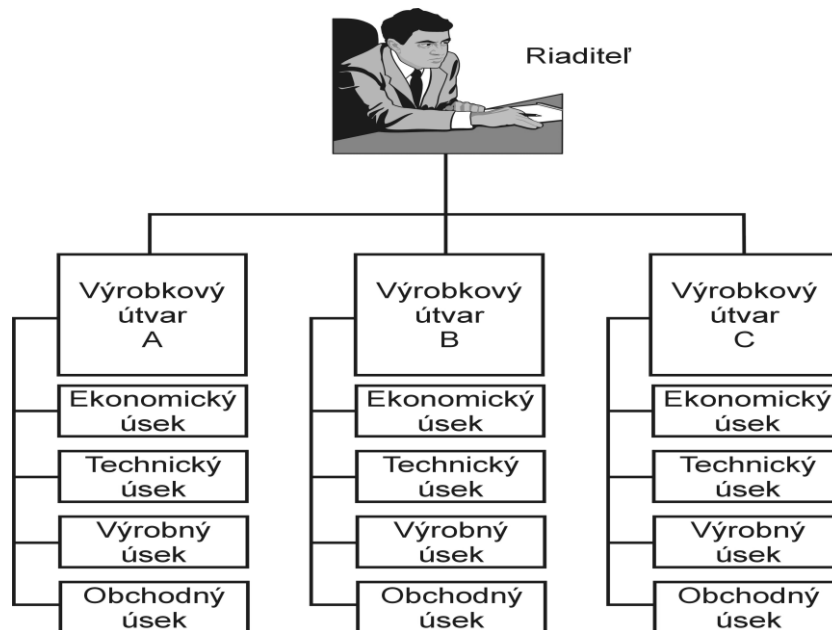 Riaditeľ
Výrobkový
útvar
A
Ekonomický
úsek
Technický
úsek
Výrobný
úsek
Obchodný
úsek
Výrobkový
útvar
B
Ekonomický
úsek
Technický
úsek
Výrobný
úsek
Obchodný
úsek
Výrobkový
útvar
C
Ekonomický
úsek
Technický
úsek
Výrobný
úsek
Obchodný
úsek